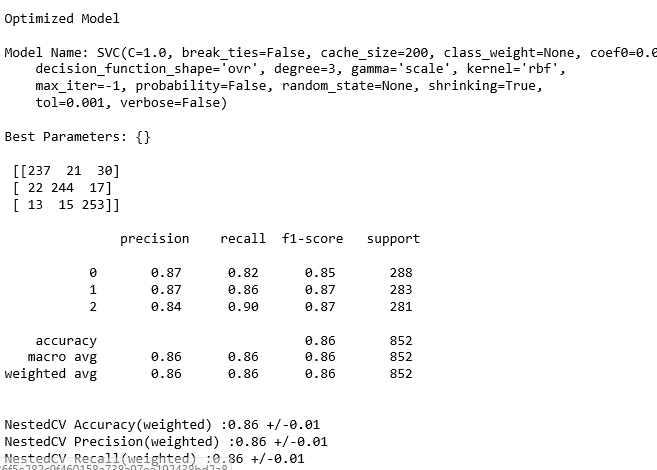 Optimized Model
Model Name: SVC(C=1.0, break_ties=False, cache_size=200, class_weight=None, coef0=0.0
decision_function_shape='ovr', degree=3, gamma='scale', kernel='rbf',
max_iter=-1, probability=False, random_state=None, shrinking=True,
tol=0.001, verbose=False)
Best Parameters: {}
[[237 21 30]
[ 22 244 17]
[ 13 15 253]]
precision recall f1-score support
0 0.87 0.82 0.85 288
1 0.87 0.86 0.87 283
2 0.84 0.90 0.87 281
accuracy 0.86 852
macro avg 0.86 0.86 0.86 852
weighted avg 0.86 0.86 0.86 852
NestedCV Accuracy(weighted) :0.86 +/-0.01
NestedCV Precision(weighted) :0.86 +/-0.01
NestedCV Recall(weighted) :0.86 +/-0.01